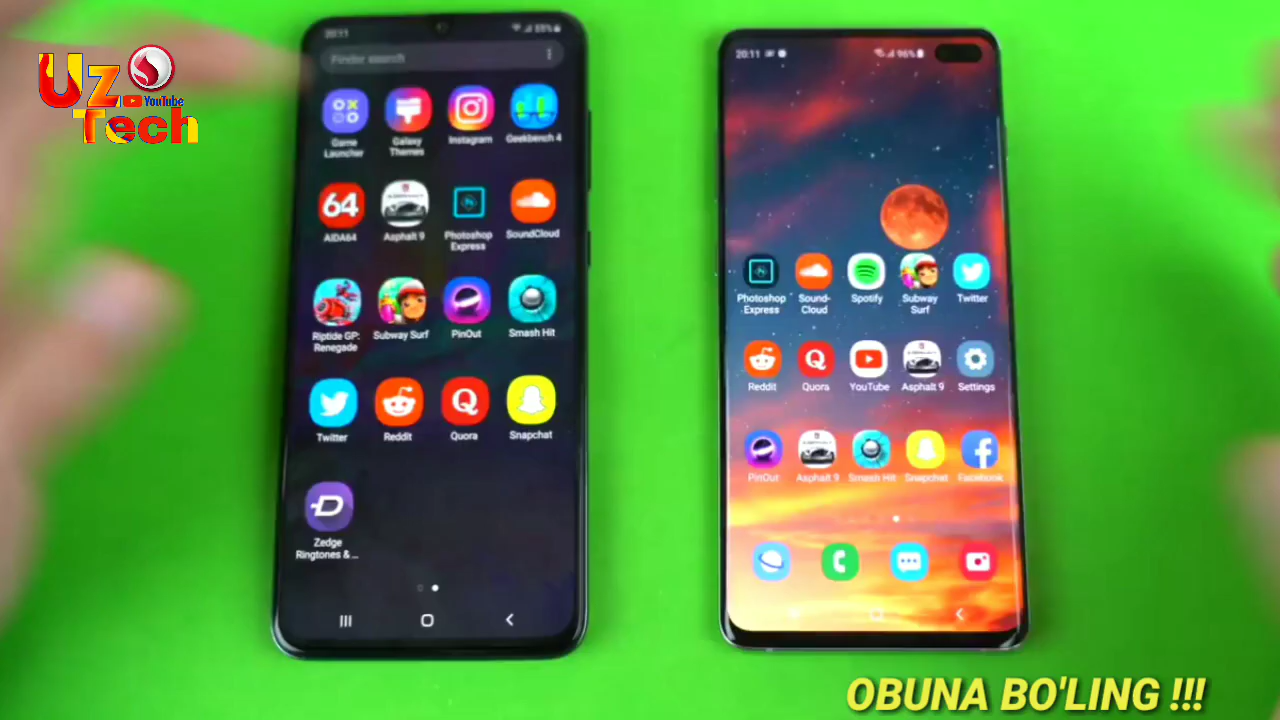 Uz
YouTube
Tech
20:11
Finder search
Game
Launcher
Galaxy
Themes
Instagram
Geekbench 4
64
AIDA64
Asphalt 9
Photoshop
Express
SoundCloud
Riptide GP:
Renegade
Subway Surf
PinOut
Smash Hit
Twitter
Reddit
Quora
Snapchat
Zedge
Ringtones & ...
20:11
96%
Photoshop
Express
Sound-
Cloud
Spotify
Subway
Surf
Twitter
Reddit
Quora
YouTube
Asphalt 9
Settings
PinOut
Asphalt 9
Smash Hit
Snapchat
Facebook
OBUNA BO'LING !!!